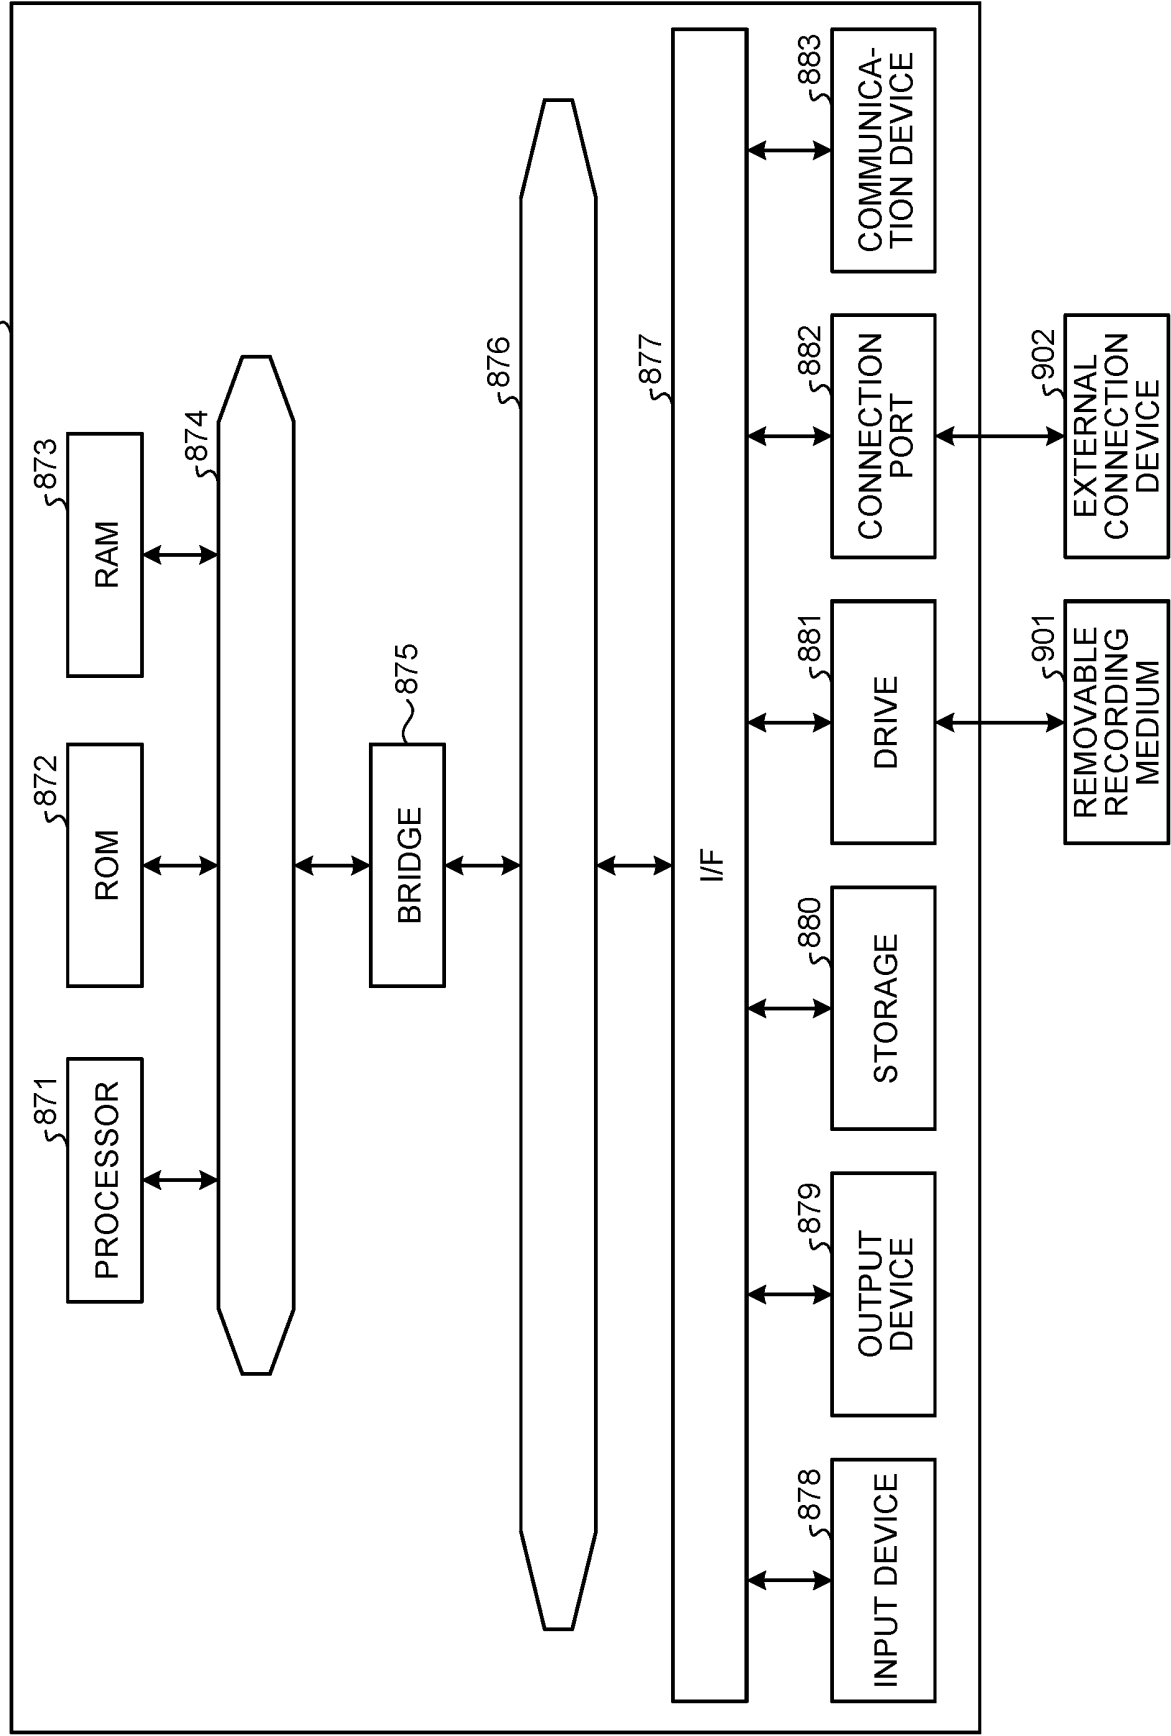 871
PROCESSOR
872
ROM
873
RAM
874
875
BRIDGE
876
877
I/F
878
INPUT DEVICE
879
OUTPUT
DEVICE
880
STORAGE
881
DRIVE
882
CONNECTION
PORT
883
COMMUNICA-
TION DEVICE
901
REMOVABLE
RECORDING
MEDIUM
902
EXTERNAL
CONNECTION
DEVICE